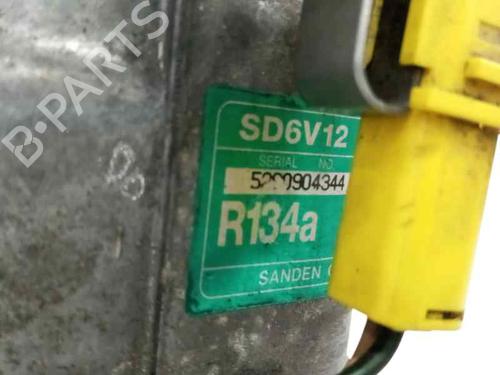 B-PARTS
SD6V12
SERIAL NO.
R134a
SANDEN